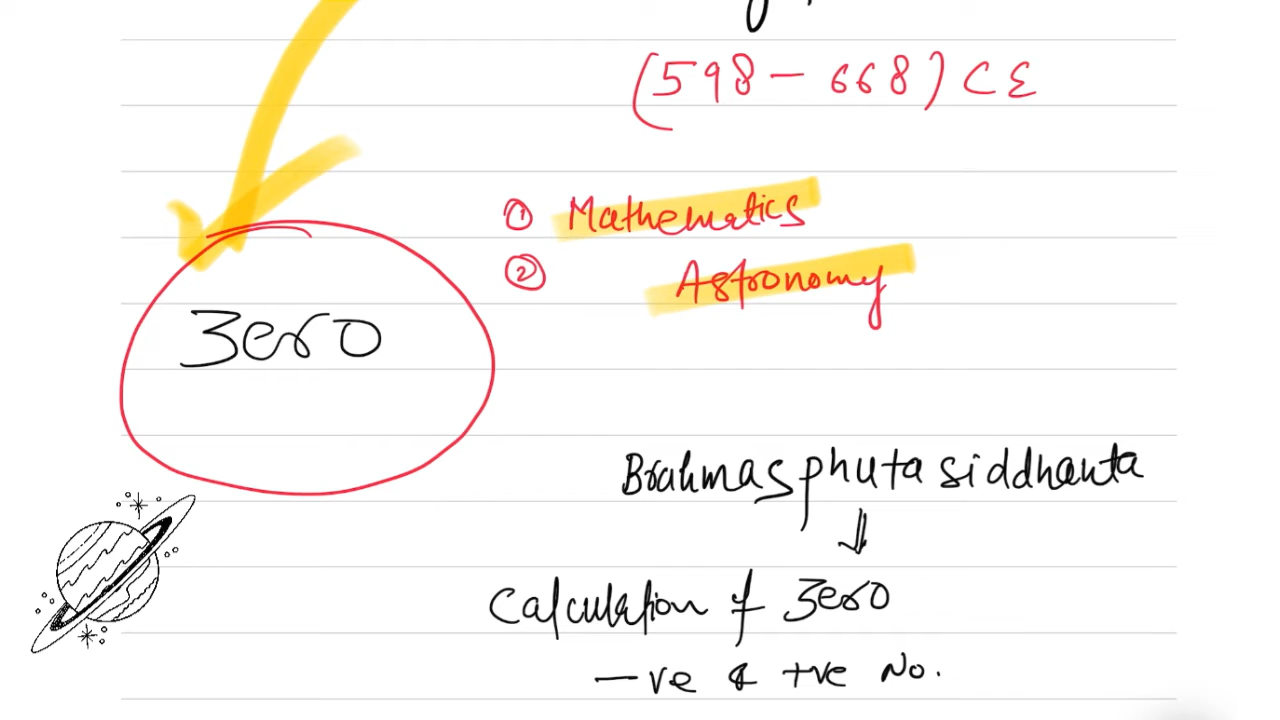 (598 - 668) CE
① Mathematics
② Astronomy
Zero
Brahmasphuta siddhanta
Calculation of Zero
-ve & +ve No.